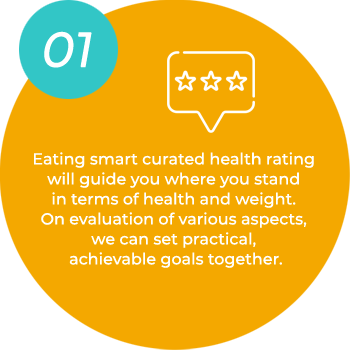 01
Eating smart curated health rating
will guide you where you stand
in terms of health and weight.
On evaluation of various aspects,
we can set practical,
achievable goals together.